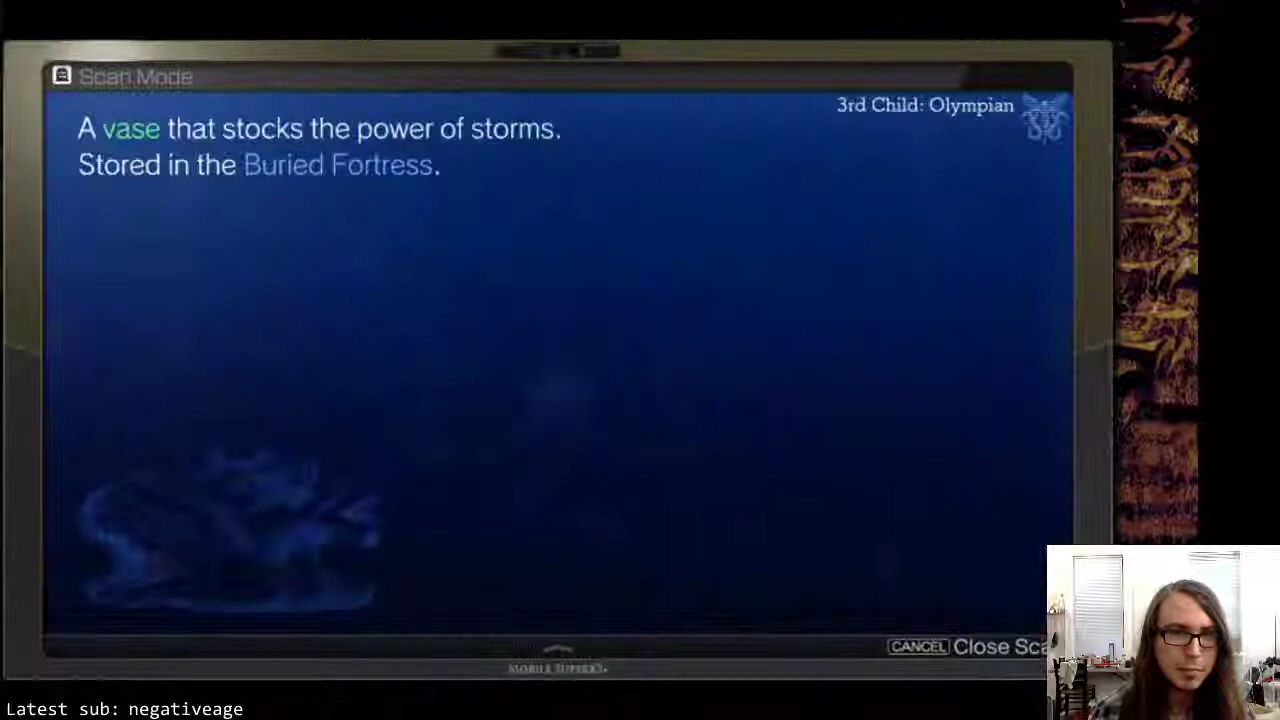 Scan Mode
3rd Child: Olympian
A vase that stocks the power of storms.
Stored in the Buried Fortress.
CANCEL Close Sca
Latest sub: negativeage